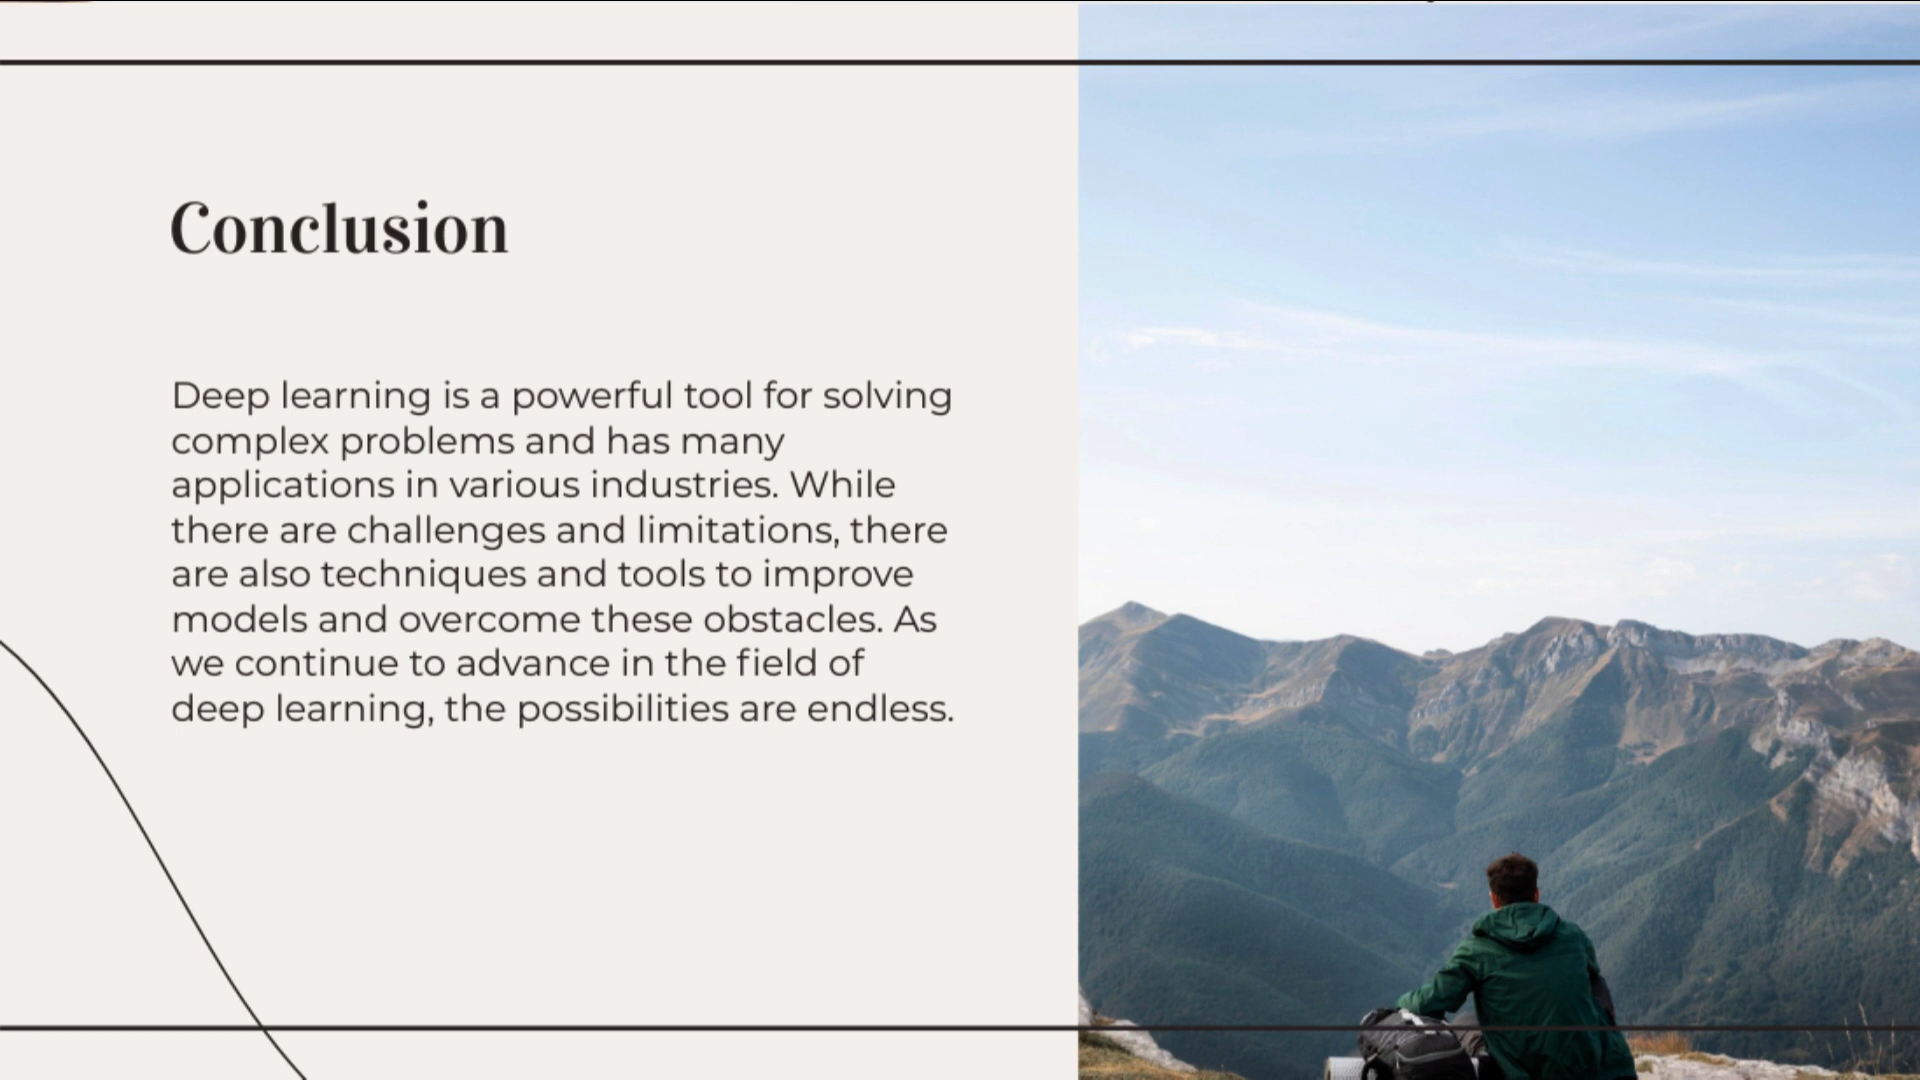 Conclusion
Deep learning is a powerful tool for solving
complex problems and has many
applications in various industries. While
there are challenges and limitations, there
are also techniques and tools to improve
models and overcome these obstacles. As
we continue to advance in the field of
deep learning, the possibilities are endless.